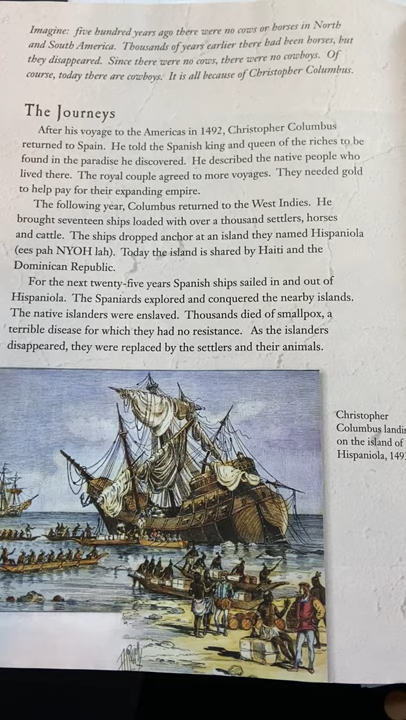 Imagine: five hundred years ago there were no cows or horses in North
and South America. Thousands of years earlier there had been horses, but
they disappeared. Since there were no cows, there were no cowboys. Of
course, today there are cowboys. It is all because of Christopher Columbus.
The Journeys
After his voyage to the Americas in 1492, Christopher Columbus
returned to Spain. He told the Spanish king and queen of the riches to be
found in the paradise he discovered. He described the native people who
lived there. The royal couple agreed to more voyages. They needed gold
to help pay for their expanding empire.
The following year, Columbus returned to the West Indies. He
brought seventeen ships loaded with over a thousand settlers, horses
and cattle. The ships dropped anchor at an island they named Hispaniola
(ees pah NYOH lah). Today the island is shared by Haiti and the
Dominican Republic.
For the next twenty-five years Spanish ships sailed in and out of
Hispaniola. The Spaniards explored and conquered the nearby islands.
The native islanders were enslaved. Thousands died of smallpox, a
terrible disease for which they had no resistance. As the islanders
disappeared, they were replaced by the settlers and their animals.
Christopher
Columbus landin
on the island of
Hispaniola, 149